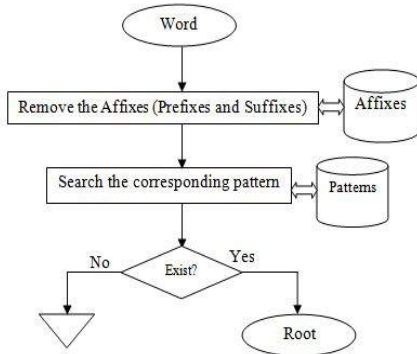 Word
Remove the Affixes (Prefixes and Suffixes)
Affixes
Search the corresponding pattern
Patterns
No
Exist?
Yes
Root